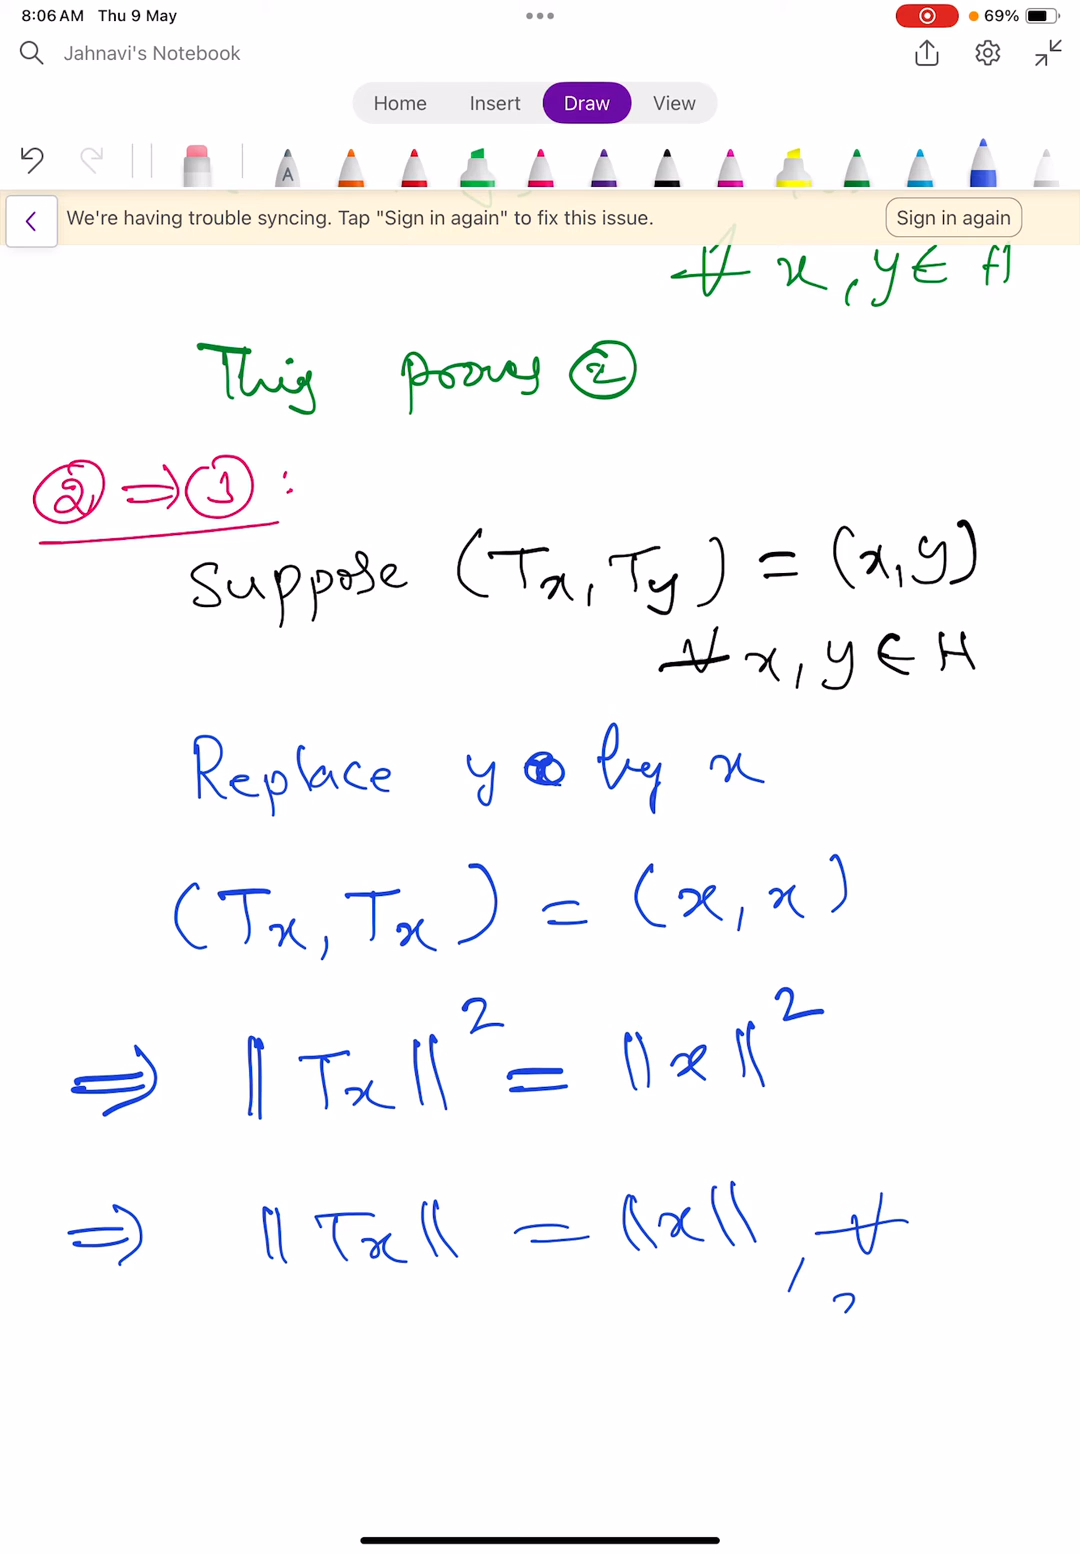 8:06 AM Thu 9 May
69%
Jahnavi's Notebook
Home Insert Draw View
A
We're having trouble syncing. Tap "Sign in again" to fix this issue.
Sign in again
∀ x, y ∈ H
This proves ②
② ⇒ ① :
Suppose (Tx, Ty) = (x, y)
∀ x, y ∈ H
Replace y by x
(Tx, Tx) = (x, x)
⇒ ||Tx||² = ||x||²
⇒ ||Tx|| = ||x||, ∀